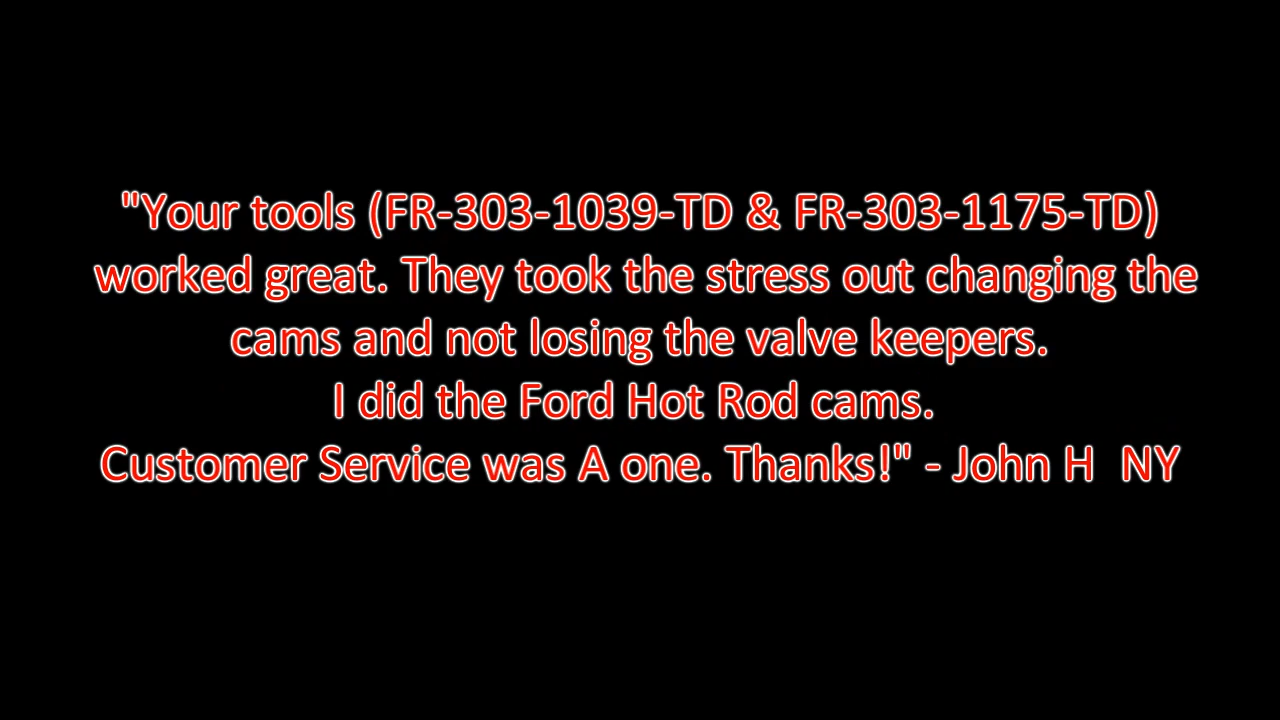 "Your tools (FR-303-1039-TD & FR-303-1175-TD)
worked great. They took the stress out changing the
cams and not losing the valve keepers.
I did the Ford Hot Rod cams.
Customer Service was A one. Thanks!" - John H  NY